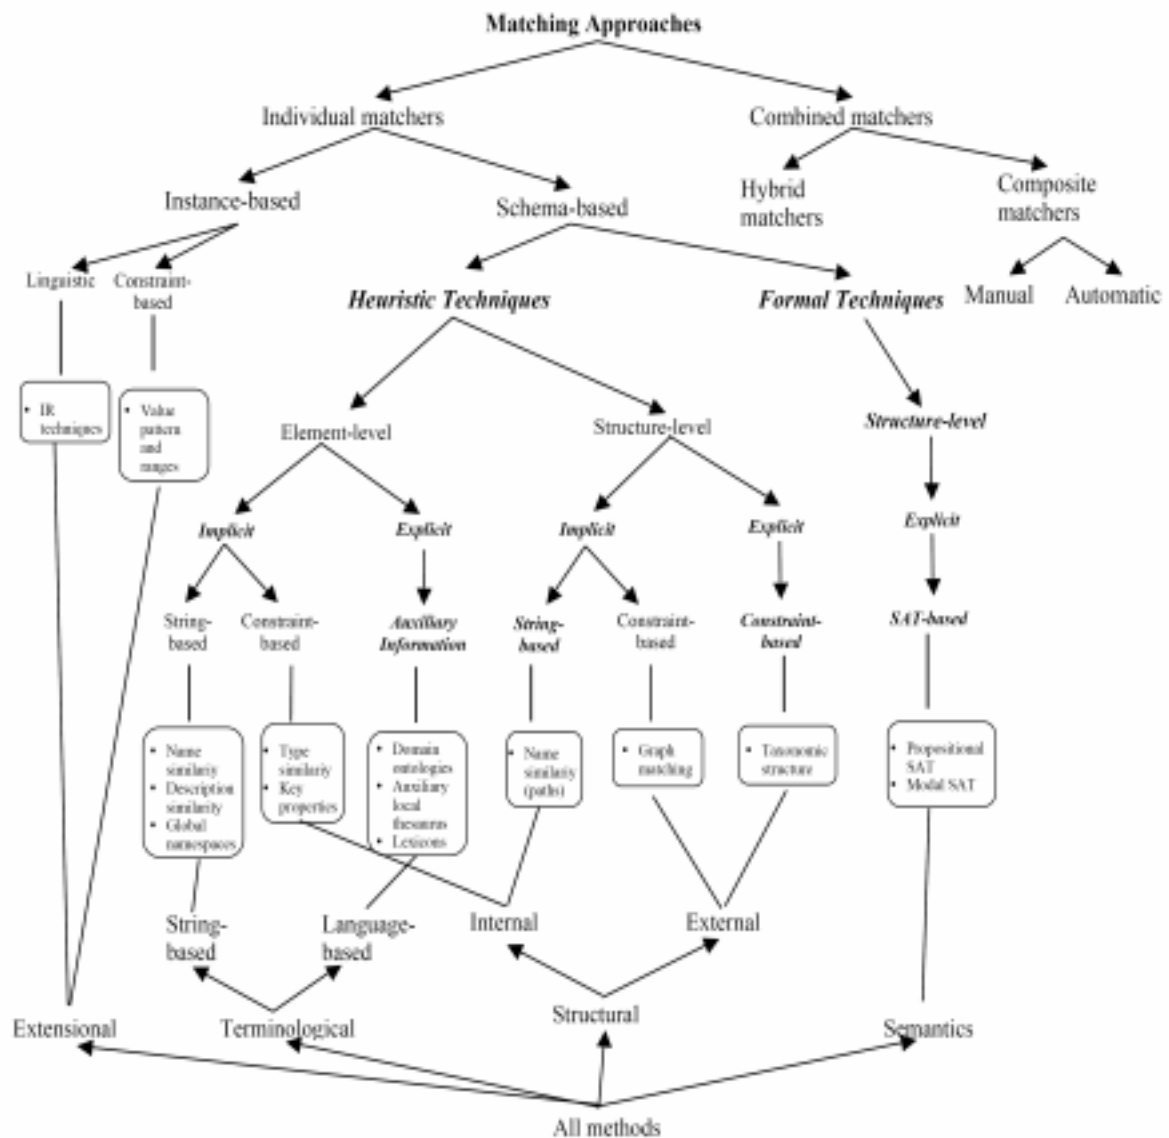 Matching Approaches
Individual matchers
Combined matchers
Instance-based
Schema-based
Hybrid
matchers
Composite
matchers
Linguistic
Constraint-
based
Heuristic Techniques
Formal Techniques
Manual
Automatic
• IR
techniques
• Value
pattern
and
ranges
Element-level
Structure-level
Structure-level
Implicit
Explicit
Implicit
Explicit
Explicit
String-
based
Constraint-
based
Auxiliary
Information
String-
based
Constraint-
based
Constraint-
based
SAT-based
• Name
similariy
• Description
similarity
• Global
namespaces
• Type
similariy
• Key
properties
• Domain
ontologies
• Auxiliary
local
thesaurus
• Lexicons
• Name
similariy
(paths)
• Graph
matching
• Taxonomic
structure
• Propositional
SAT
• Modal SAT
String-
based
Language-
based
Internal
External
Extensional
Terminological
Structural
Semantics
All methods